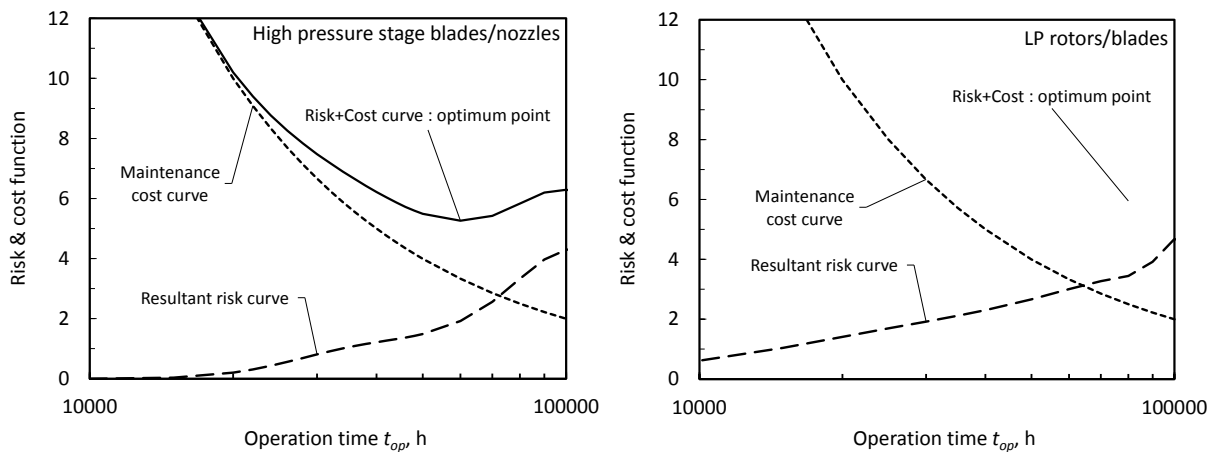 High pressure stage blades/nozzles
Risk & cost function
12
10
8
6
4
2
0
Risk+Cost curve : optimum point
Maintenance
cost curve
Resultant risk curve
10000
100000
Operation time top, h
LP rotors/blades
Risk & cost function
12
10
8
6
4
2
0
Risk+Cost : optimum point
Maintenance
cost curve
Resultant risk curve
10000
100000
Operation time top, h